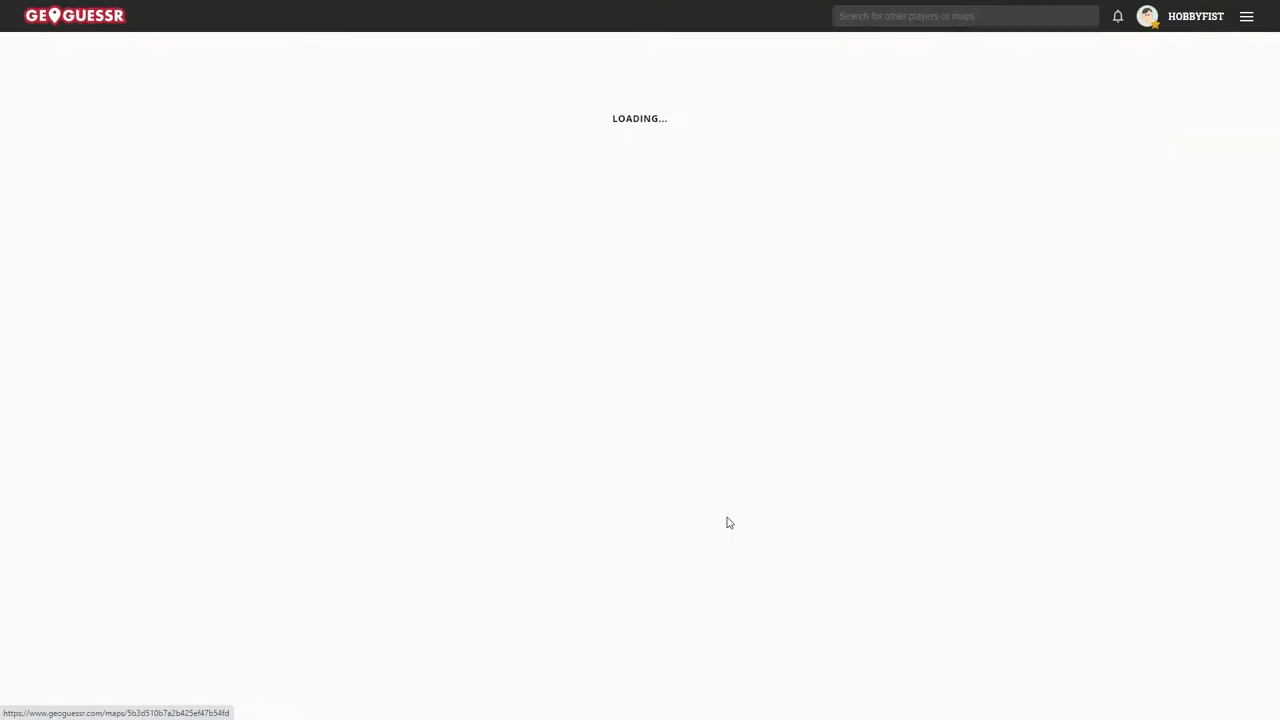 GEOGUESSR
Search for other players or maps
HOBBYFIST
LOADING...
https://www.geoguessr.com/maps/5b3d510b7a2b425ef47b54fd